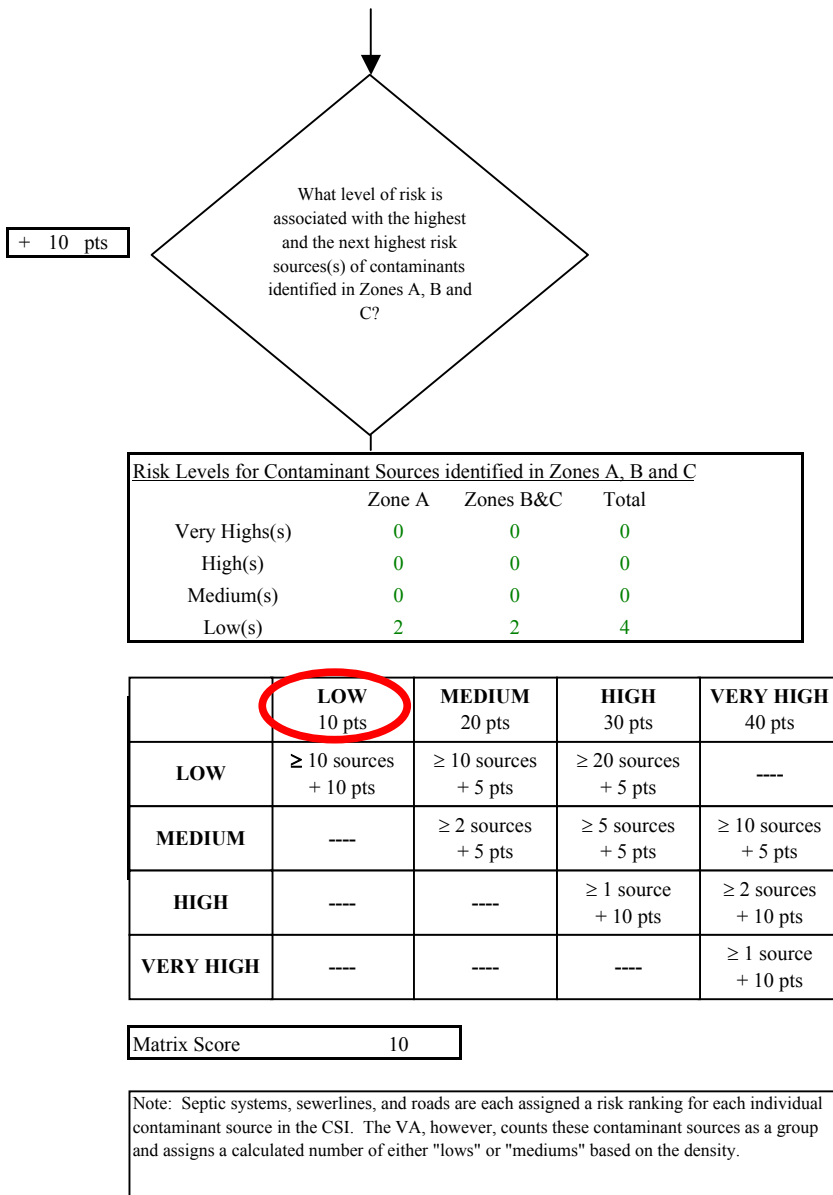 What level of risk is
associated with the highest
and the next highest risk
sources(s) of contaminants
identified in Zones A, B and
C?
+ 10 pts
Risk Levels for Contaminant Sources identified in Zones A, B and C
Zone A Zones B&C Total
Very Highs(s) 0 0 0
High(s) 0 0 0
Medium(s) 0 0 0
Low(s) 2 2 4
LOW MEDIUM HIGH VERY HIGH
10 pts 20 pts 30 pts 40 pts
LOW ≥ 10 sources ≥ 10 sources ≥ 20 sources ----
+ 10 pts + 5 pts + 5 pts
MEDIUM ---- ≥ 2 sources ≥ 5 sources ≥ 10 sources
+ 5 pts + 5 pts + 5 pts
HIGH ---- ---- ≥ 1 source ≥ 2 sources
+ 10 pts + 10 pts
VERY HIGH ---- ---- ---- ≥ 1 source
+ 10 pts
Matrix Score 10
Note: Septic systems, sewerlines, and roads are each assigned a risk ranking for each individual
contaminant source in the CSI. The VA, however, counts these contaminant sources as a group
and assigns a calculated number of either "lows" or "mediums" based on the density.